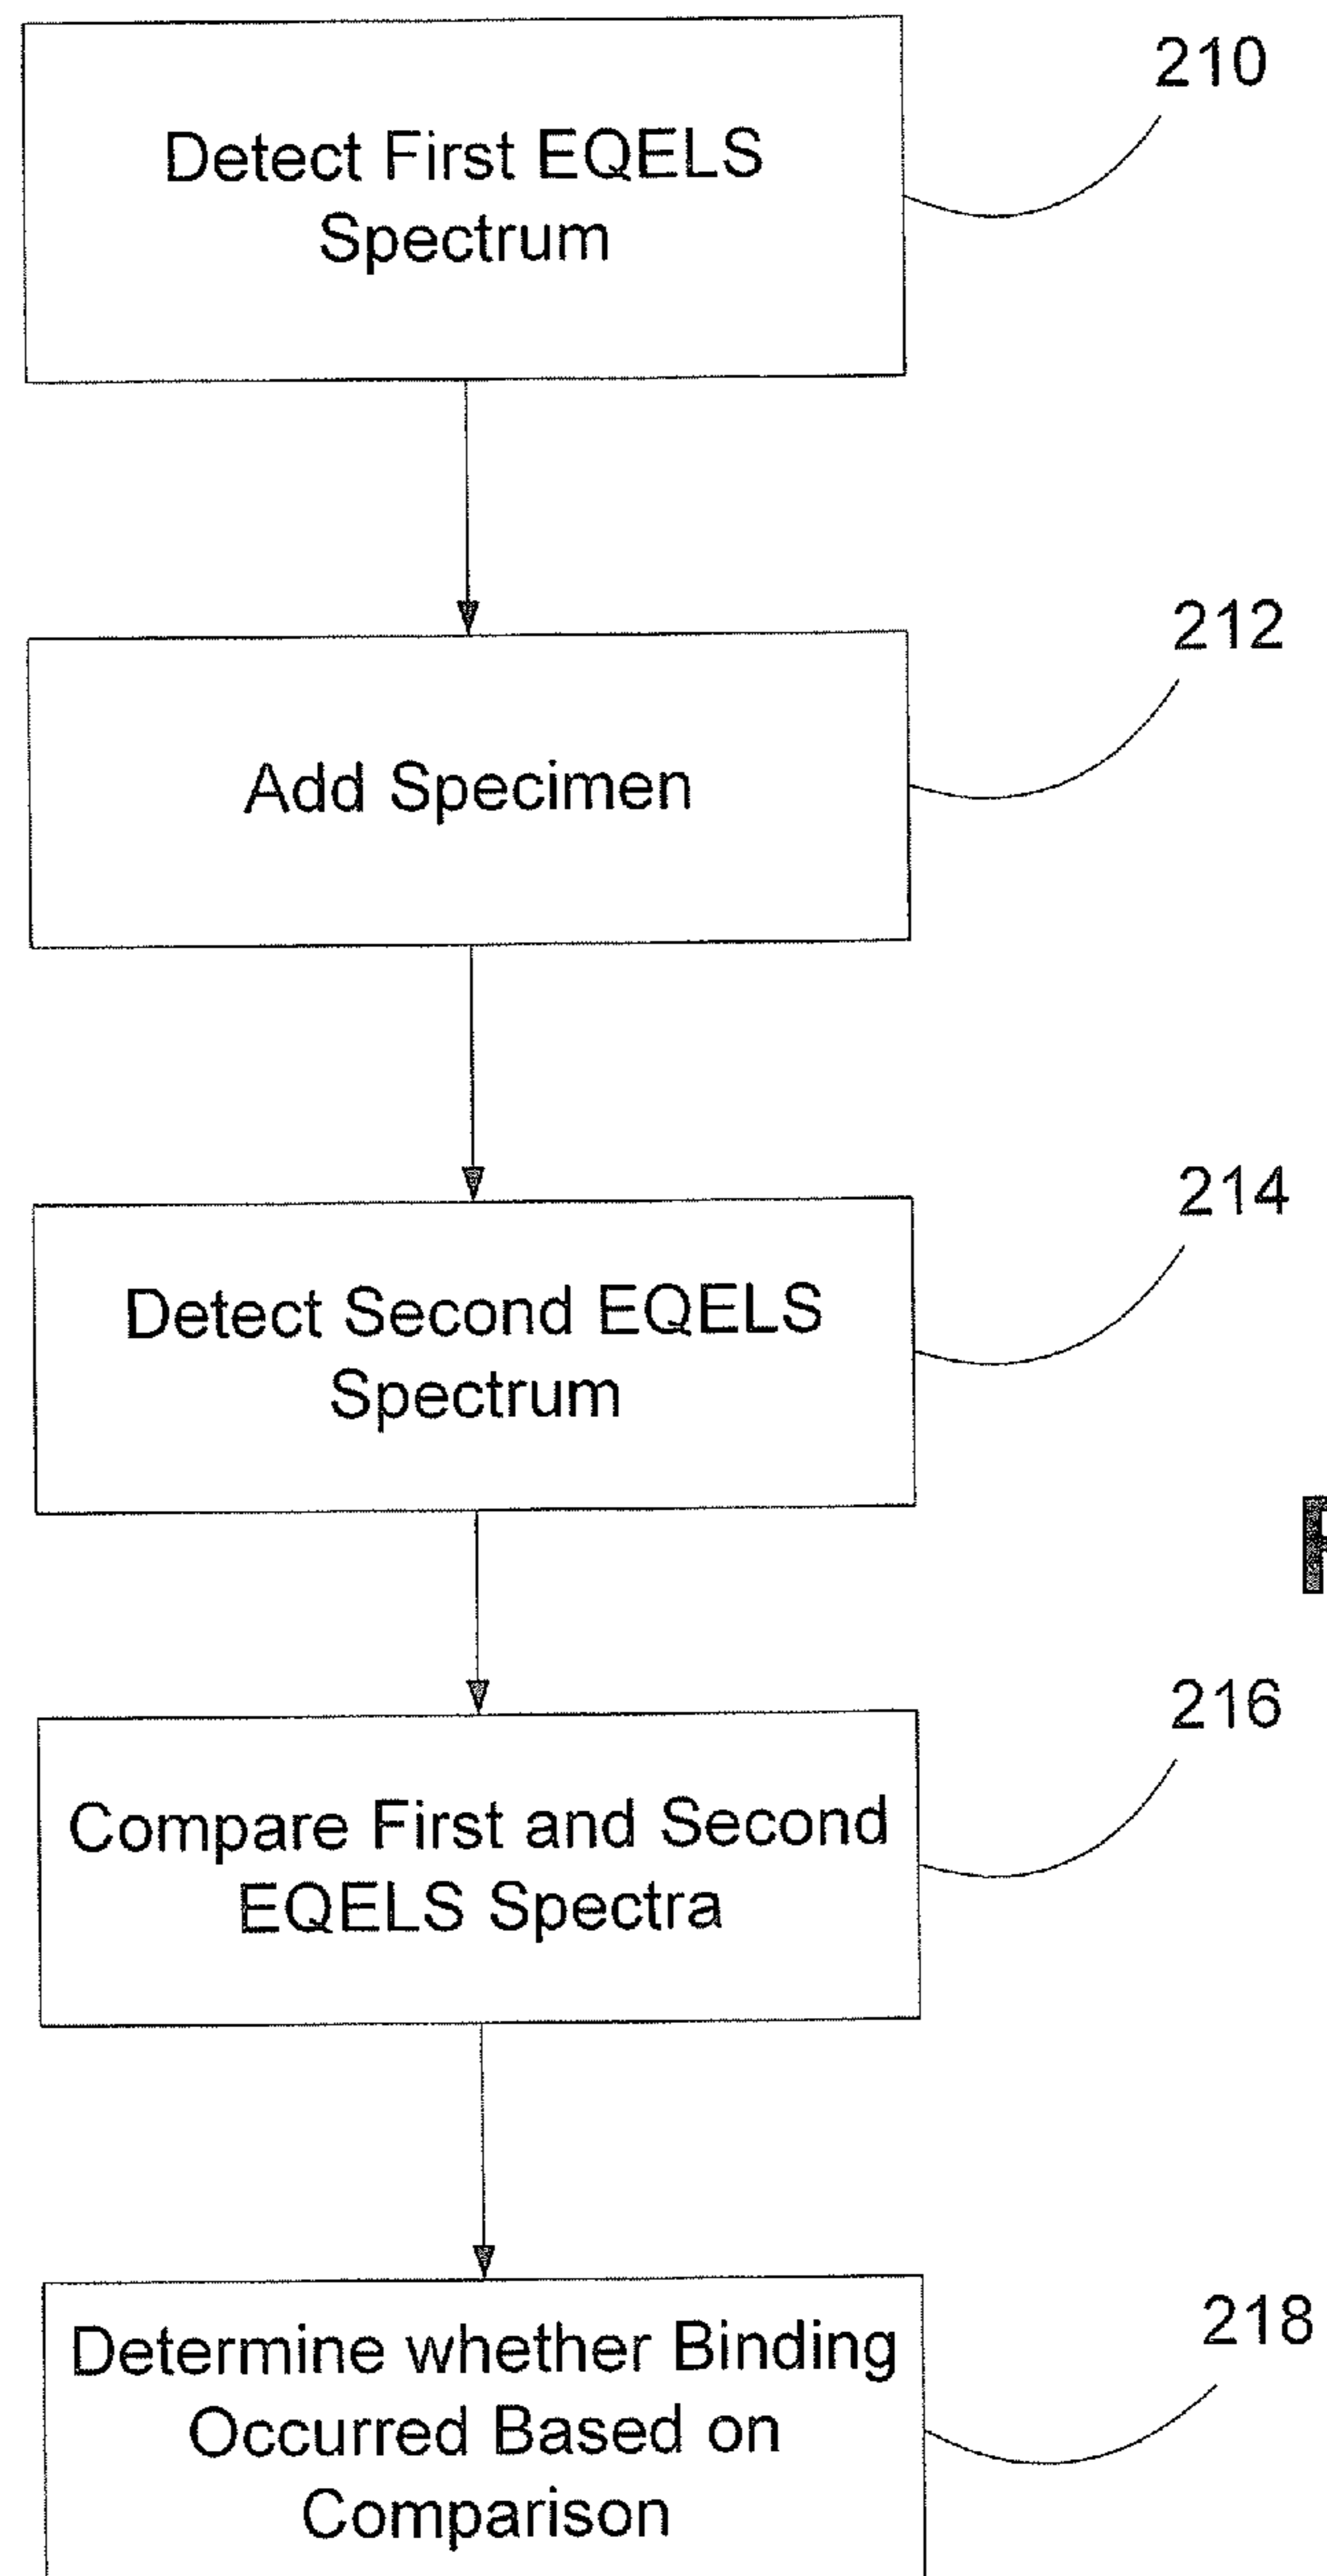 Detect First EQELS
Spectrum
210
Add Specimen
212
Detect Second EQELS
Spectrum
214
Compare First and Second
EQELS Spectra
216
Determine whether Binding
Occurred Based on
Comparison
218